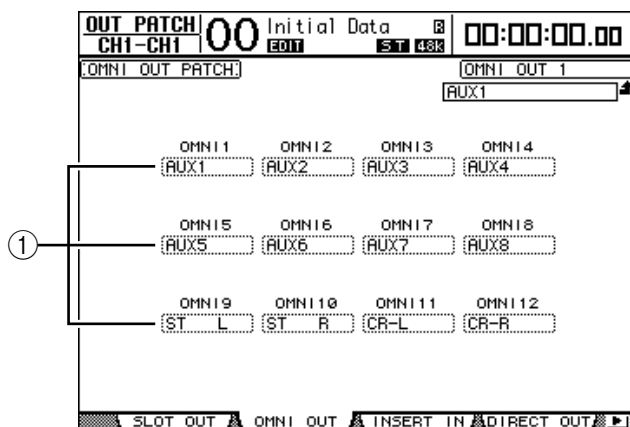 OUT PATCH 00 Initial Data R 00:00:00.00
CH1-CH1 EDIT ST 48K
OMNI OUT PATCH OMNI OUT 1
AUX1
OMNI1 OMNI2 OMNI3 OMNI4
AUX1 AUX2 AUX3 AUX4
OMNI5 OMNI6 OMNI7 OMNI8
① AUX5 AUX6 AUX7 AUX8
OMNI9 OMNI10 OMNI11 OMNI12
ST L ST R CR-L CR-R
SLOT OUT OMNI OUT INSERT IN DIRECT OUT